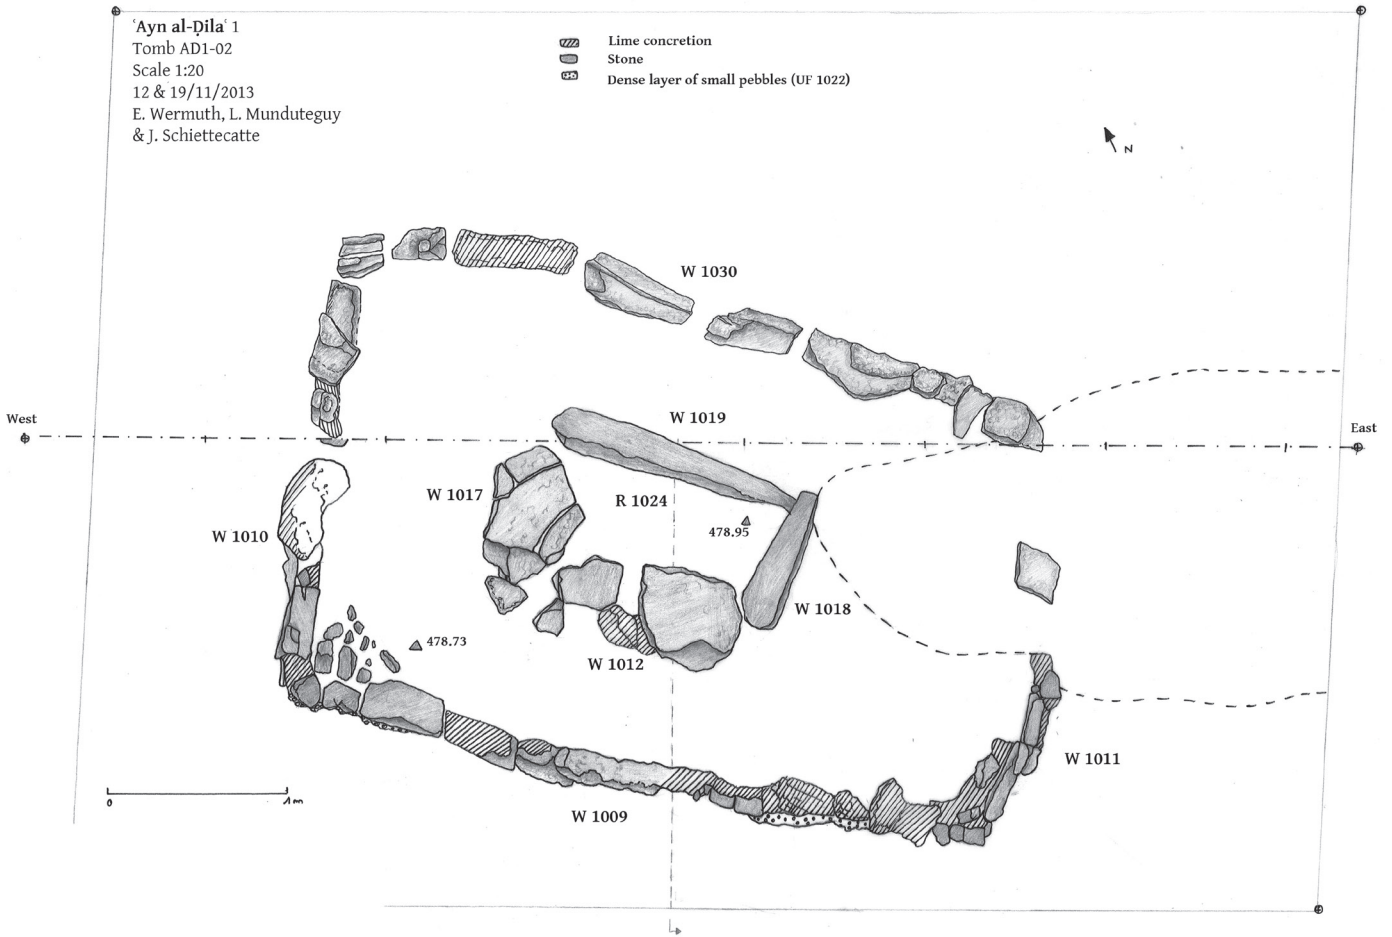 ʿAyn al-Ḍilaʿ 1
Tomb AD1-02
Scale 1:20
12 & 19/11/2013
E. Wermuth, L. Munduteguy
& J. Schiettecatte
Lime concretion
Stone
Dense layer of small pebbles (UF 1022)
N
W 1030
West
East
W 1019
W 1017
R 1024
478.95
W 1010
W 1018
478.73
W 1012
W 1011
0 1m
W 1009